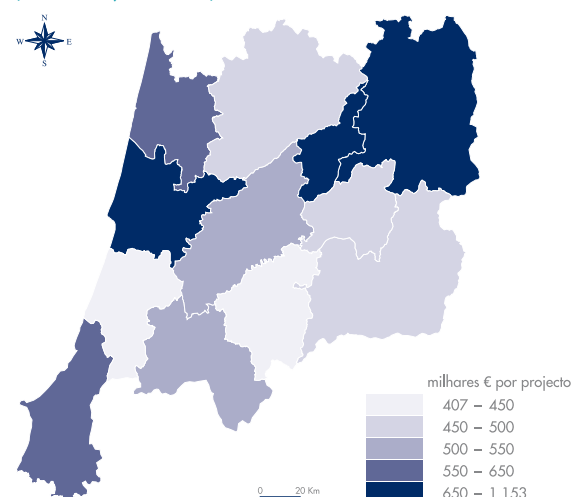 N
W E
S
milhares € por projecto
407 – 450
450 – 500
500 – 550
550 – 650
650 – 1 153
0 20 Km